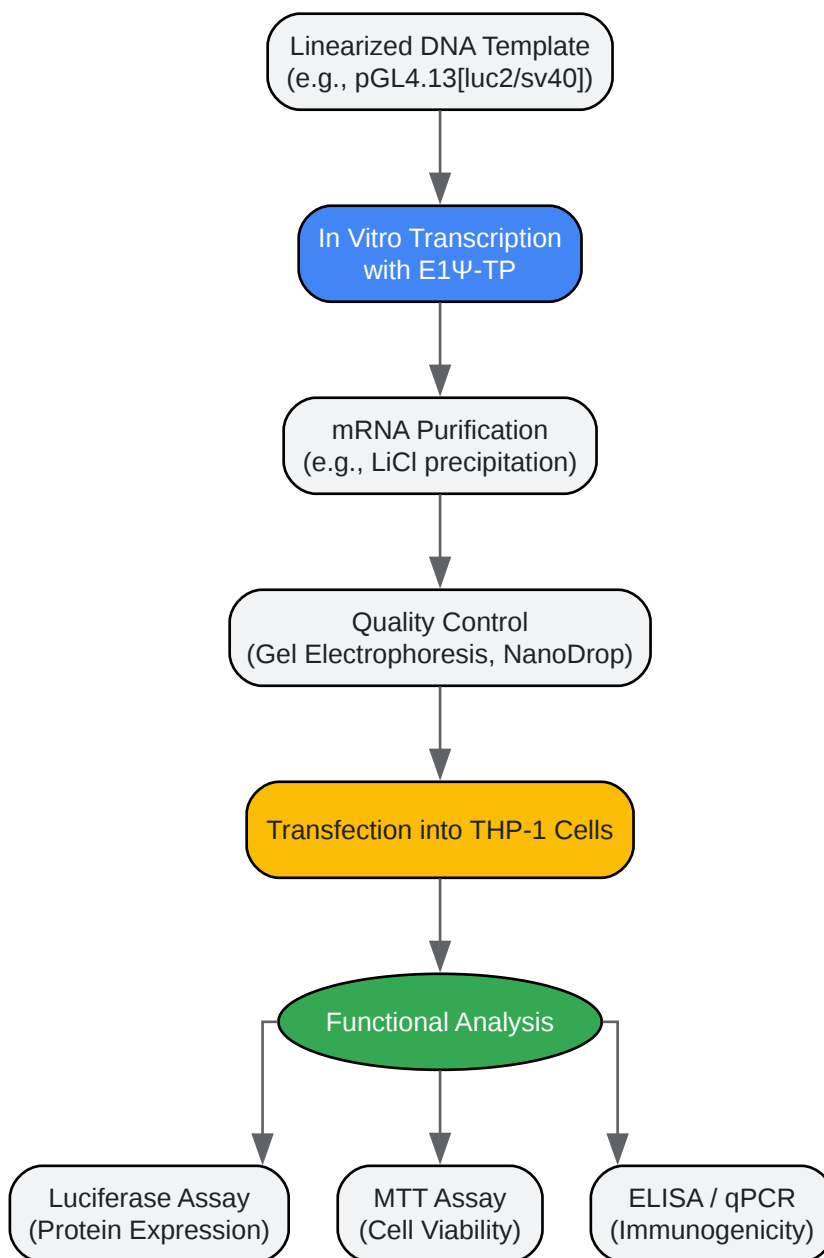 Linearized DNA Template
(e.g., pGL4.13[luc2/sv40])
In Vitro Transcription
with E1Ψ-TP
mRNA Purification
(e.g., LiCl precipitation)
Quality Control
(Gel Electrophoresis, NanoDrop)
Transfection into THP-1 Cells
Functional Analysis
Luciferase Assay
(Protein Expression)
MTT Assay
(Cell Viability)
ELISA / qPCR
(Immunogenicity)